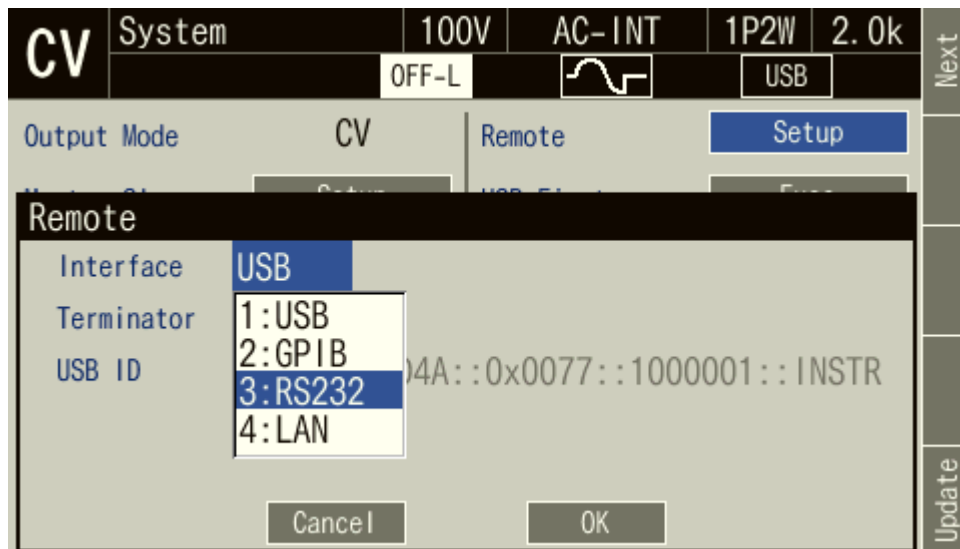 CV System 100V AC-INT 1P2W 2.0k
OFF-L USB
Next
Output Mode CV Remote Setup
Remote
Interface USB
Terminator
1:USB
2:GPIB
3:RS232
4:LAN
USB ID 04A::0x0077::1000001::INSTR
Cancel OK
Update